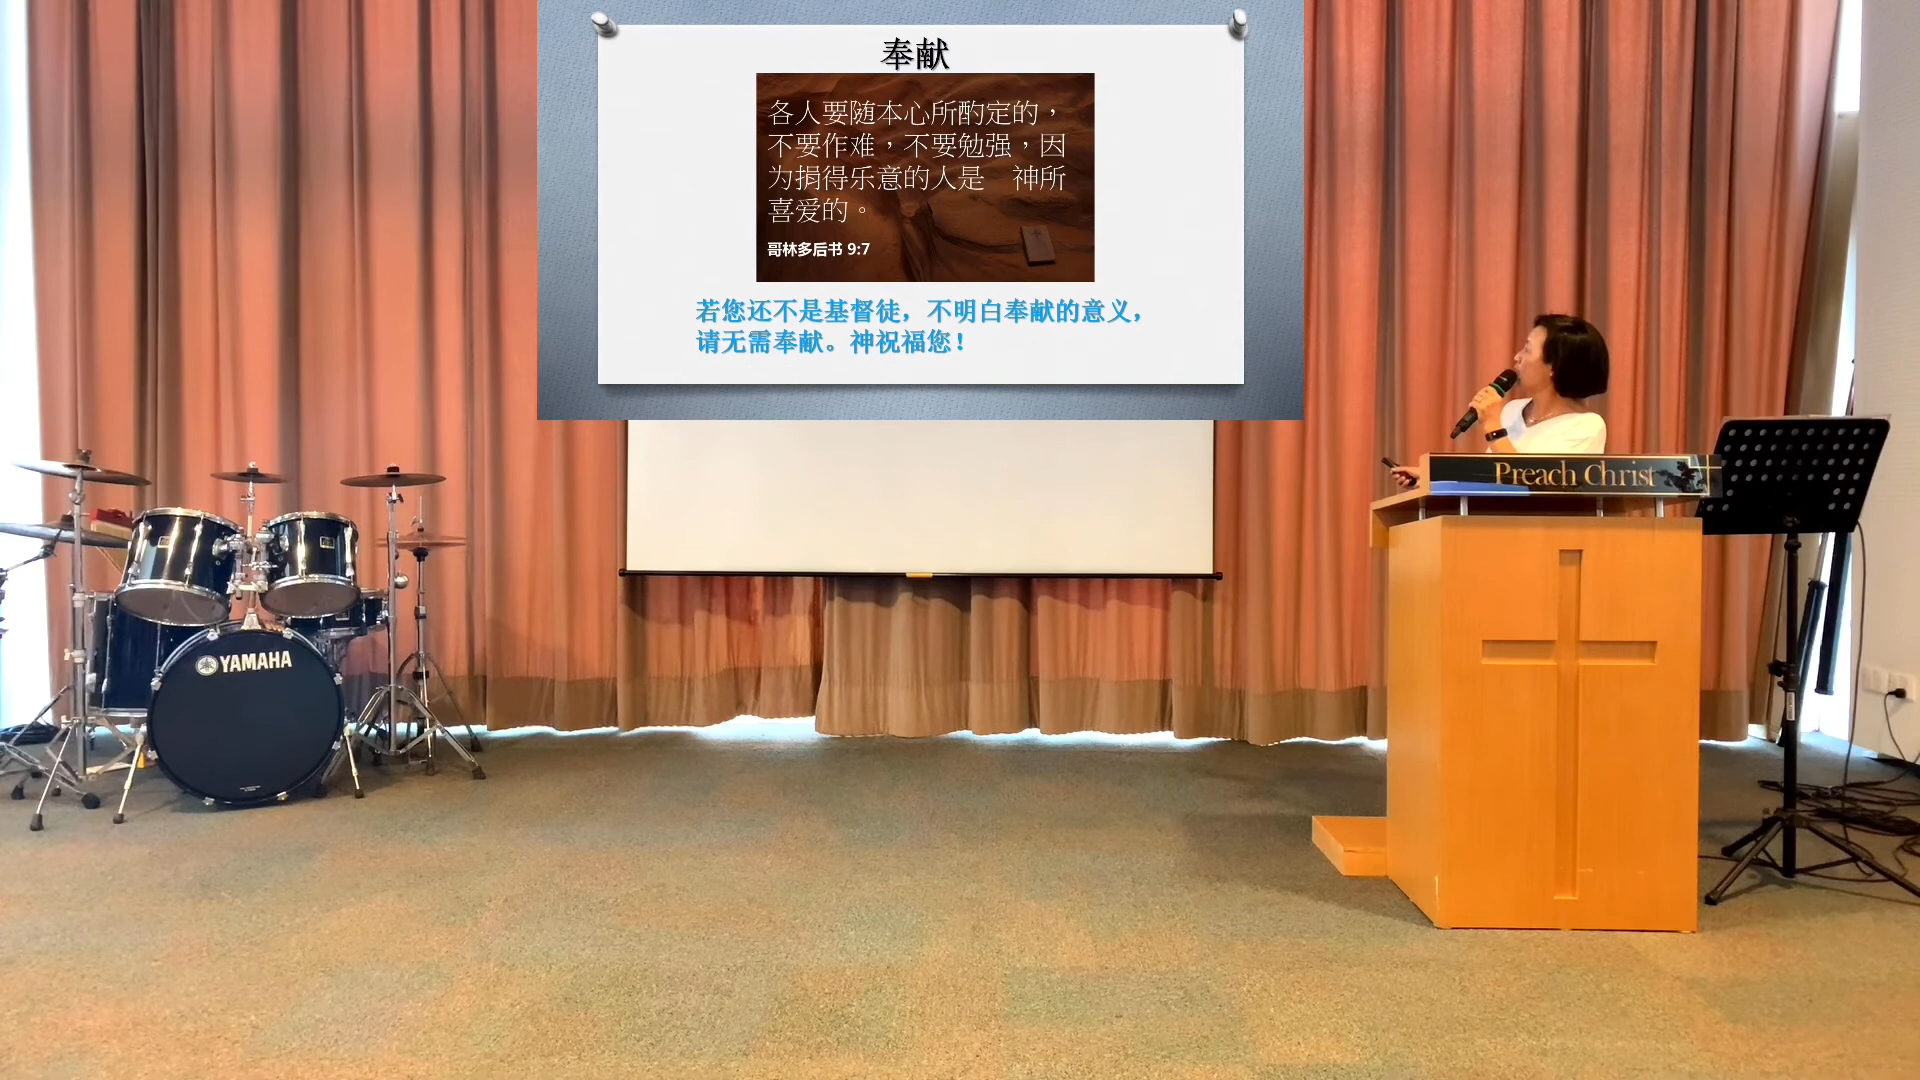 奉献
各人要随本心所酌定的，
不要作难，不要勉强，因
为捐得乐意的人是　神所
喜爱的。
哥林多后书 9:7
若您还不是基督徒，不明白奉献的意义，
请无需奉献。神祝福您！
Preach Christ
YAMAHA